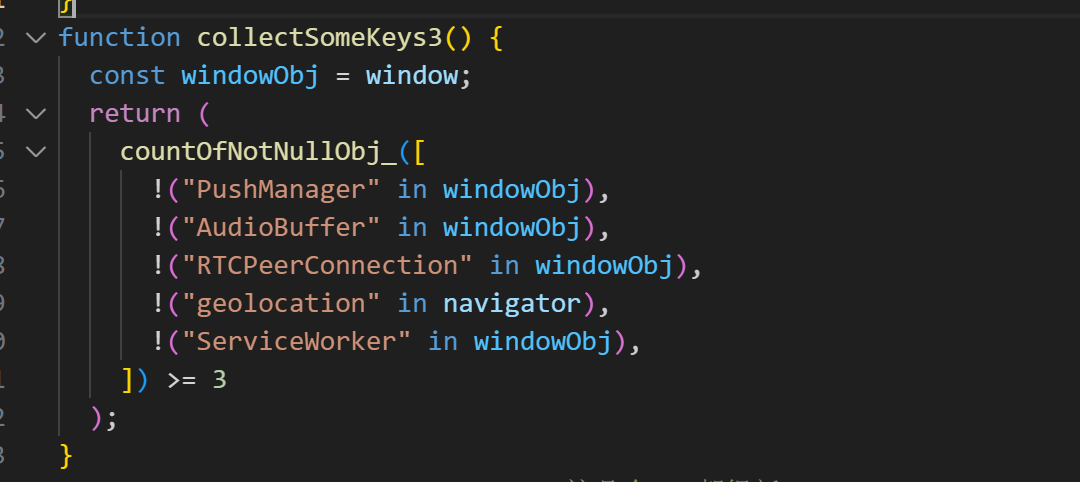 }
function collectSomeKeys3() {
const windowObj = window;
return (
countOfNotNullObj_([
!("PushManager" in windowObj),
!("AudioBuffer" in windowObj),
!("RTCPeerConnection" in windowObj),
!("geolocation" in navigator),
!("ServiceWorker" in windowObj),
]) >= 3
);
}